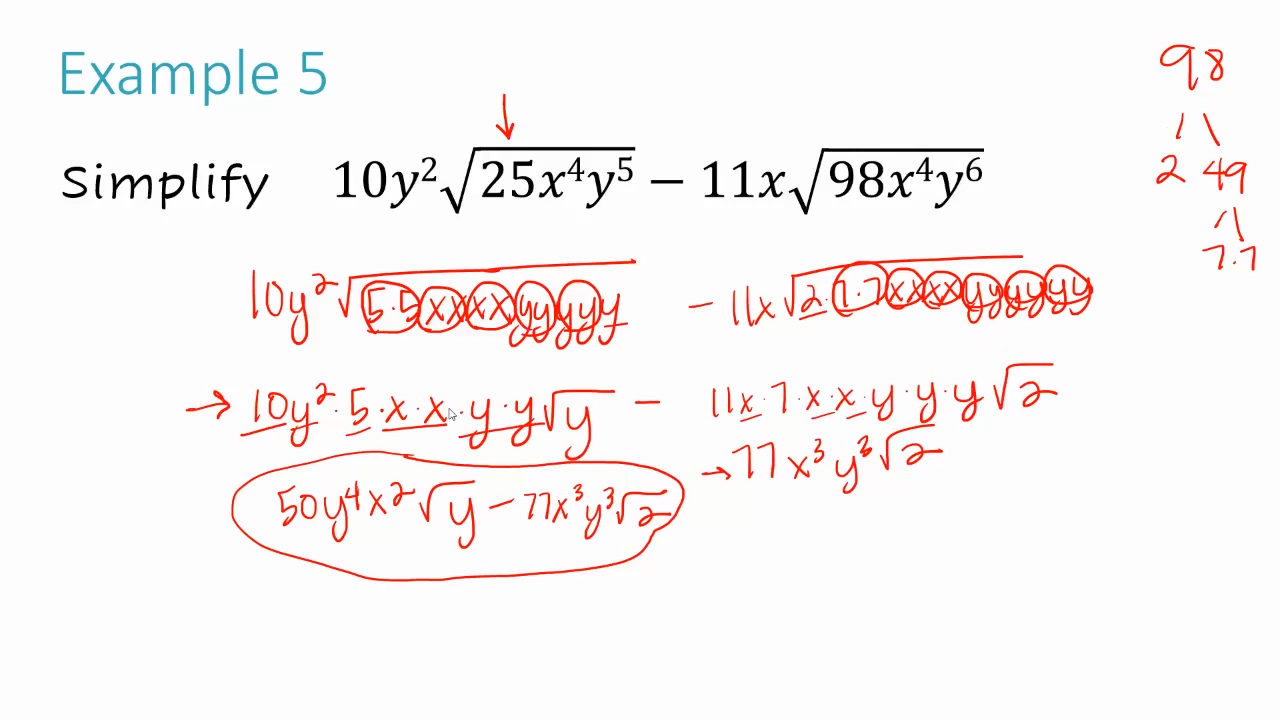 Example 5
98
2 49
7·7
Simplify 10y²√(25x⁴y⁵) − 11x√(98x⁴y⁶)
10y²√(5·5xxxxyyyyy) − 11x√(2·7·7xxxxyyyyyy)
→ 10y²·5·x·x·y·y√y − 11x·7·x·x·y·y·y√2
→ 77x³y³√2
50y⁴x²√y − 77x³y³√2